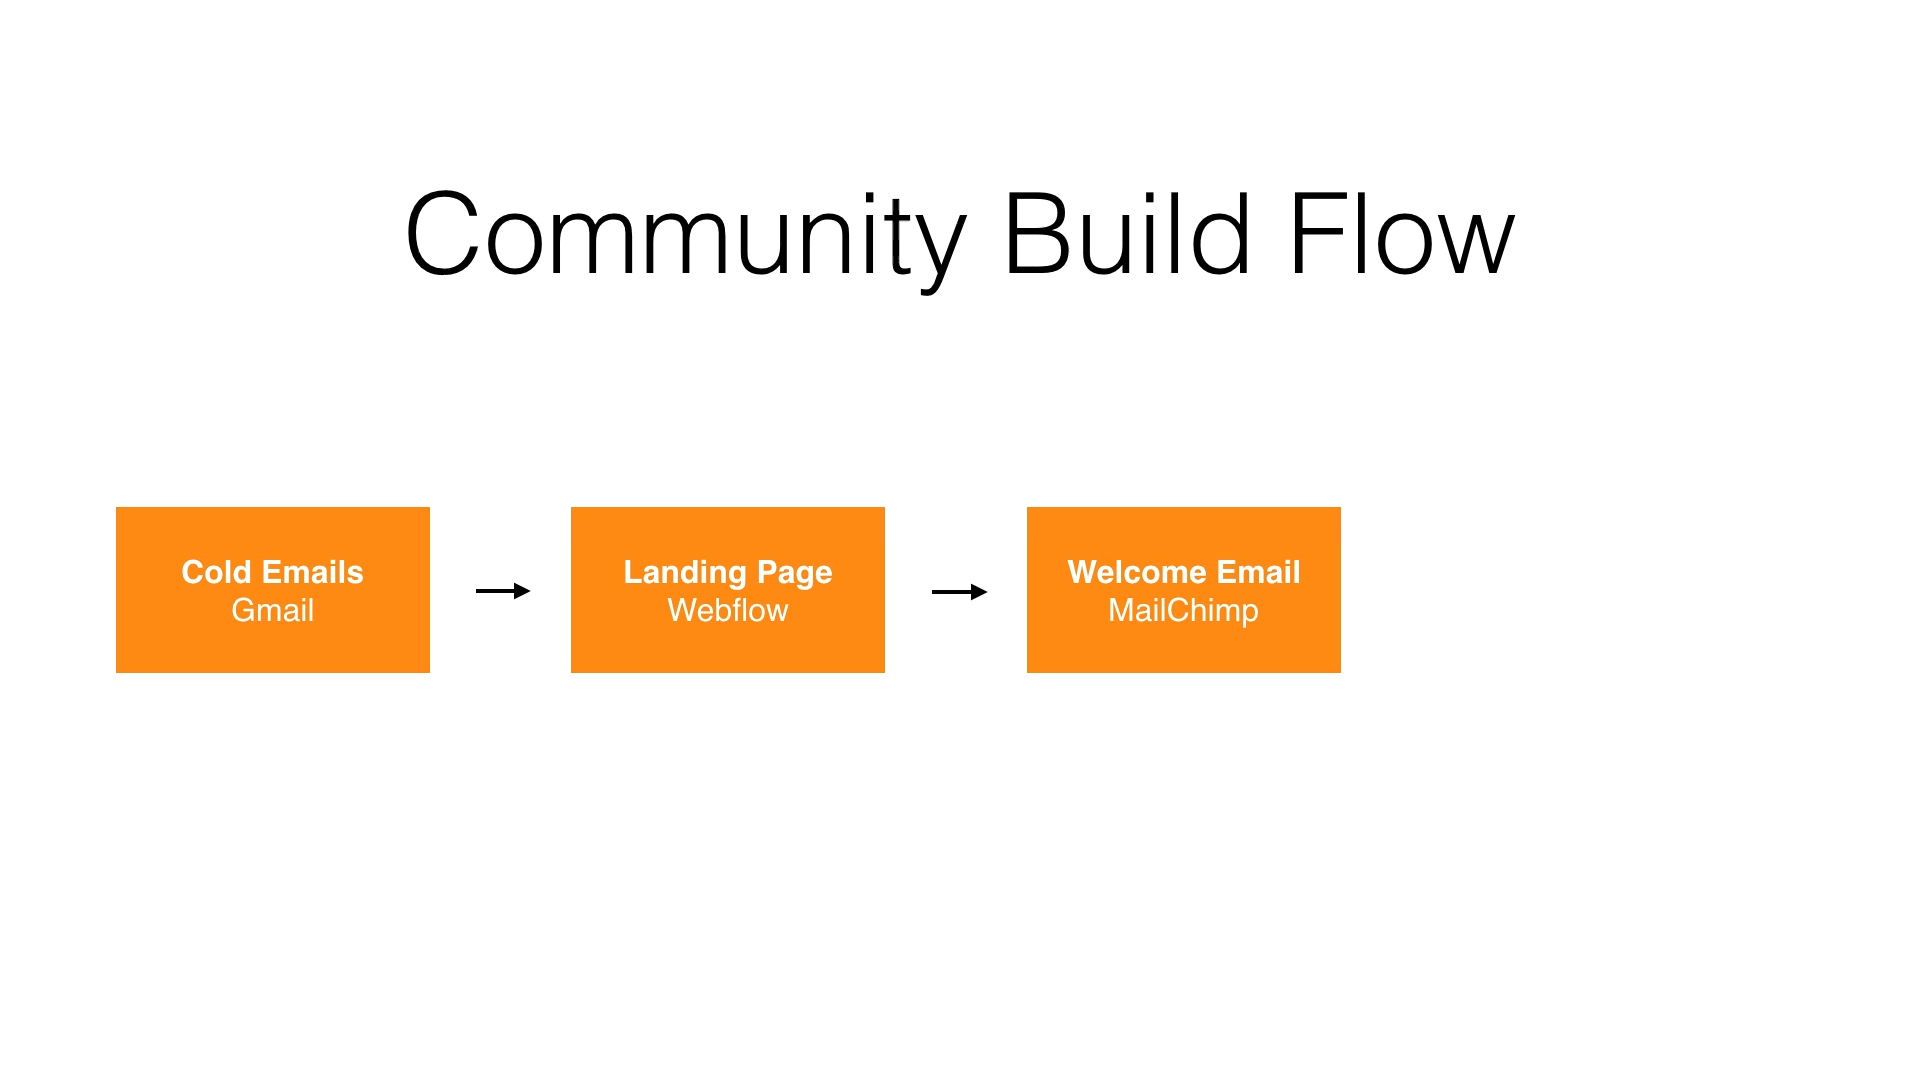 Community Build Flow
Cold Emails
Gmail
Landing Page
Webflow
Welcome Email
MailChimp